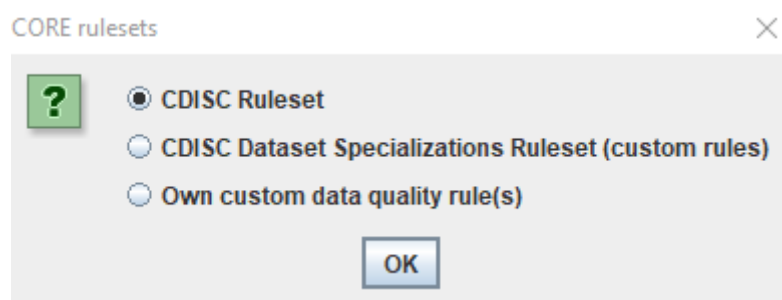 CORE rulesets
?
CDISC Ruleset
CDISC Dataset Specializations Ruleset (custom rules)
Own custom data quality rule(s)
OK